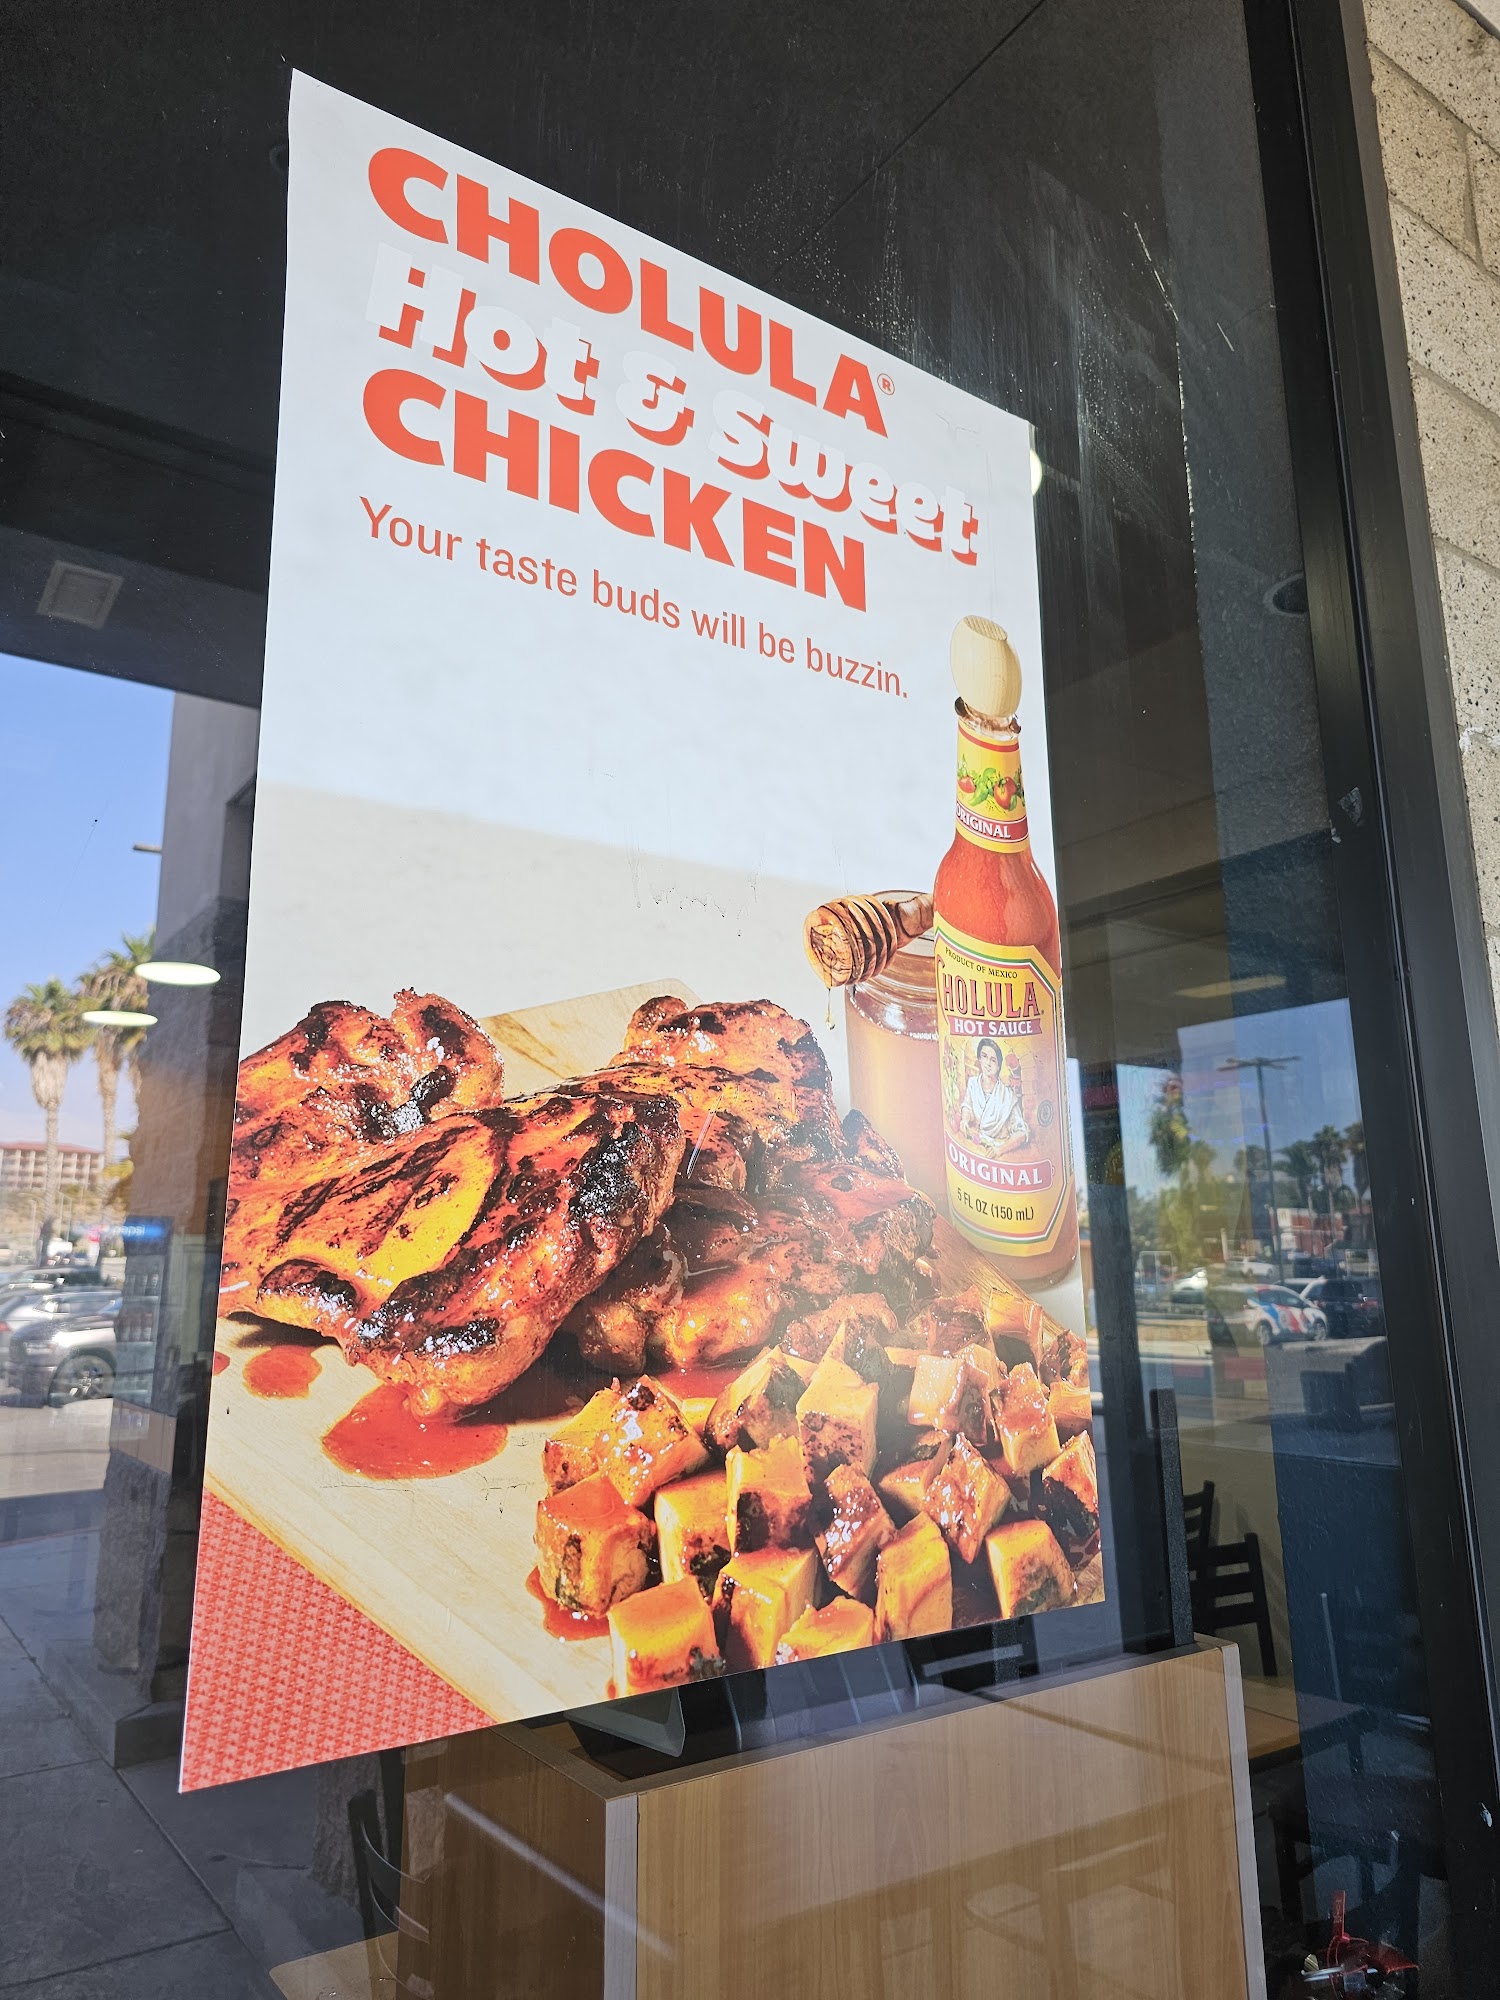 CHOLULA®
Hot & Sweet
CHICKEN
Your taste buds will be buzzin.
ORIGINAL
PRODUCT OF MEXICO
CHOLULA
HOT SAUCE
ORIGINAL
5 FL OZ (150 mL)
pepsi